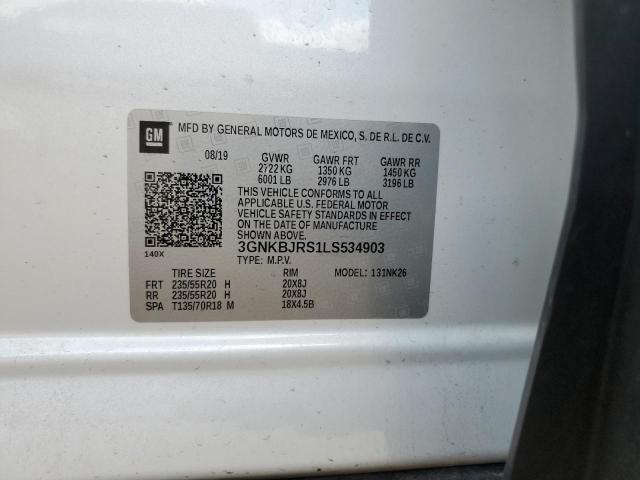 GM MFD BY GENERAL MOTORS DE MEXICO, S. DE R.L. DE C.V.
08/19 GVWR GAWR FRT GAWR RR
2722 KG 1350 KG 1450 KG
6001 LB 2976 LB 3196 LB
THIS VEHICLE CONFORMS TO ALL
APPLICABLE U.S. FEDERAL MOTOR
VEHICLE SAFETY STANDARDS IN EFFECT
ON THE DATE OF MANUFACTURE
SHOWN ABOVE.
3GNKBJRS1LS534903
140X TYPE: M.P.V.
TIRE SIZE RIM MODEL: 131NK26
FRT 235/55R20 H 20X8J
RR 235/55R20 H 20X8J
SPA T135/70R18 M 18X4.5B